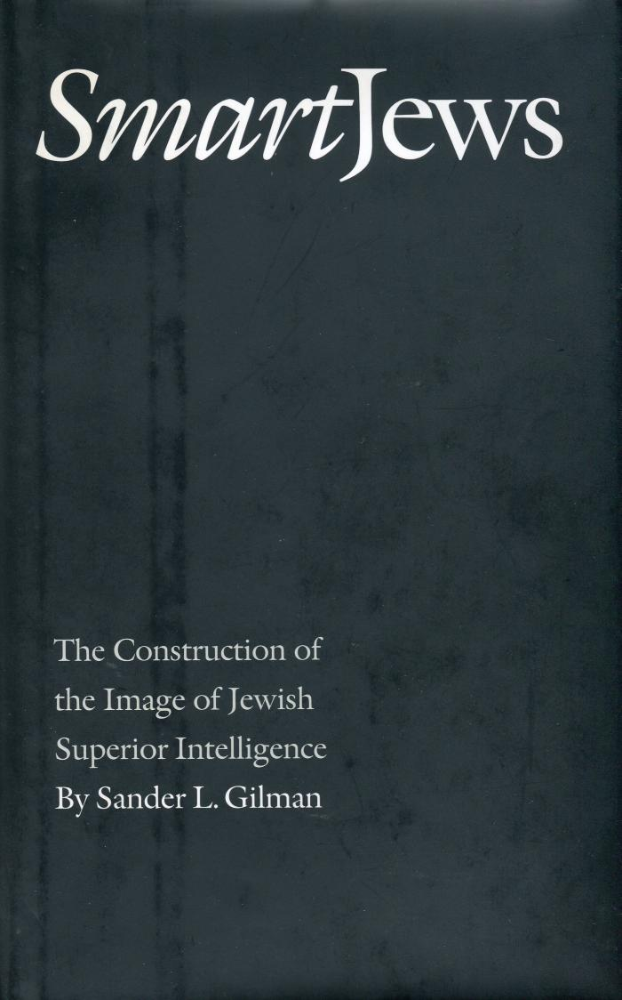 SmartJews
The Construction of
the Image of Jewish
Superior Intelligence
By Sander L. Gilman